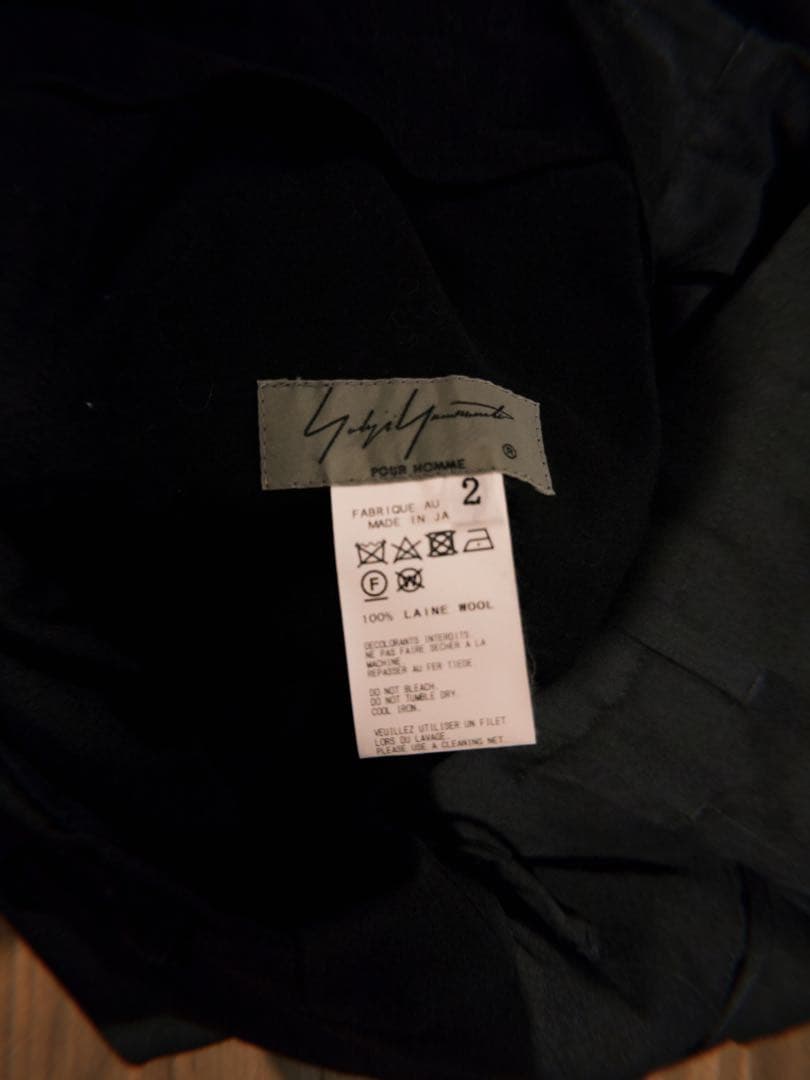 Yohji Yamamoto
®
POUR HOMME
2
FABRIQUE AU
MADE IN JA
F
W
100% LAINE WOOL
DECOLORANTS INTERDITS.
NE PAS FAIRE SECHER A LA
MACHINE.
REPASSER AU FER TIEDE.
DO NOT BLEACH.
DO NOT TUMBLE DRY.
COOL IRON.
VEUILLEZ UTILISER UN FILET
LORS DU LAVAGE.
PLEASE USE A CLEANING NET.